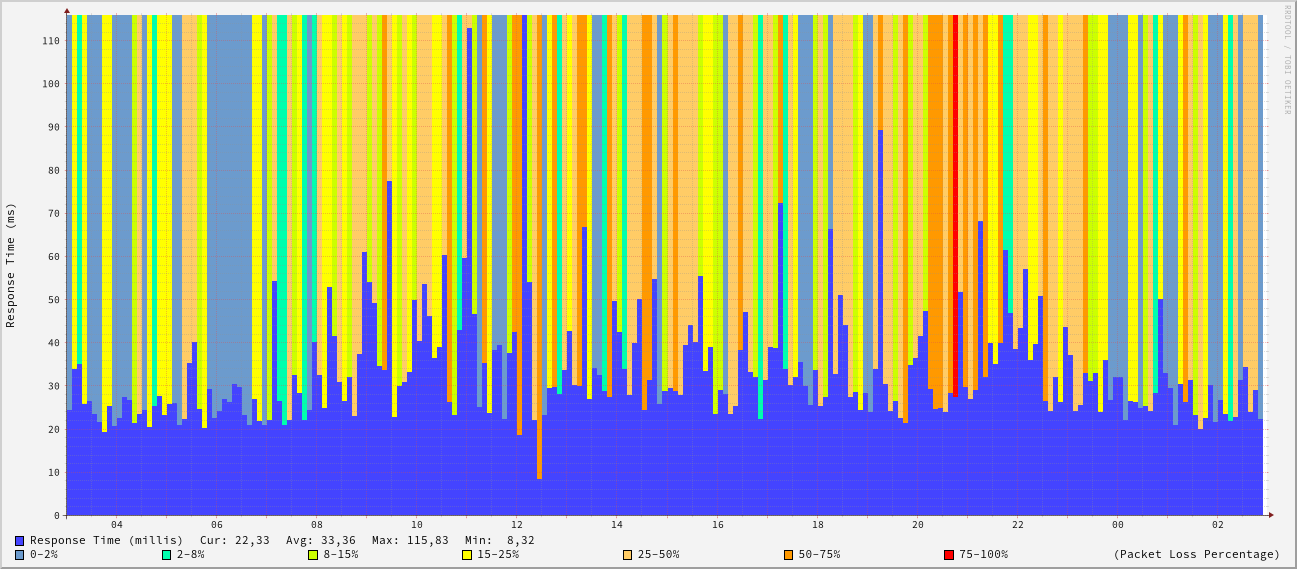 RRDTOOL / TOBI OETIKER
Response Time (ms)
110
100
90
80
70
60
50
40
30
20
10
0
04 06 08 10 12 14 16 18 20 22 00 02
Response Time (millis) Cur: 22,33 Avg: 33,36 Max: 115,83 Min: 8,32
0-2% 2-8% 8-15% 15-25% 25-50% 50-75% 75-100% (Packet Loss Percentage)